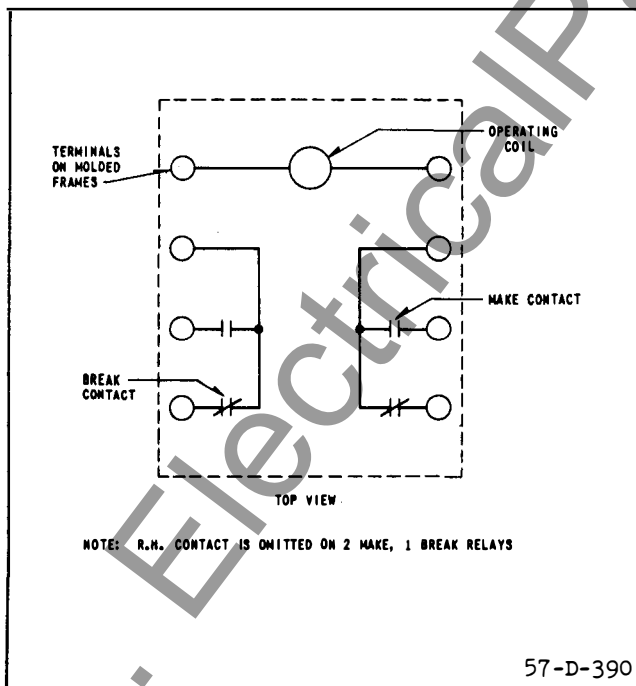 OPERATING
COIL
TERMINALS
ON MOLDED
FRAMES
MAKE CONTACT
BREAK
CONTACT
TOP VIEW
NOTE: R.H. CONTACT IS OMITTED ON 2 MAKE, 1 BREAK RELAYS
57-D-390